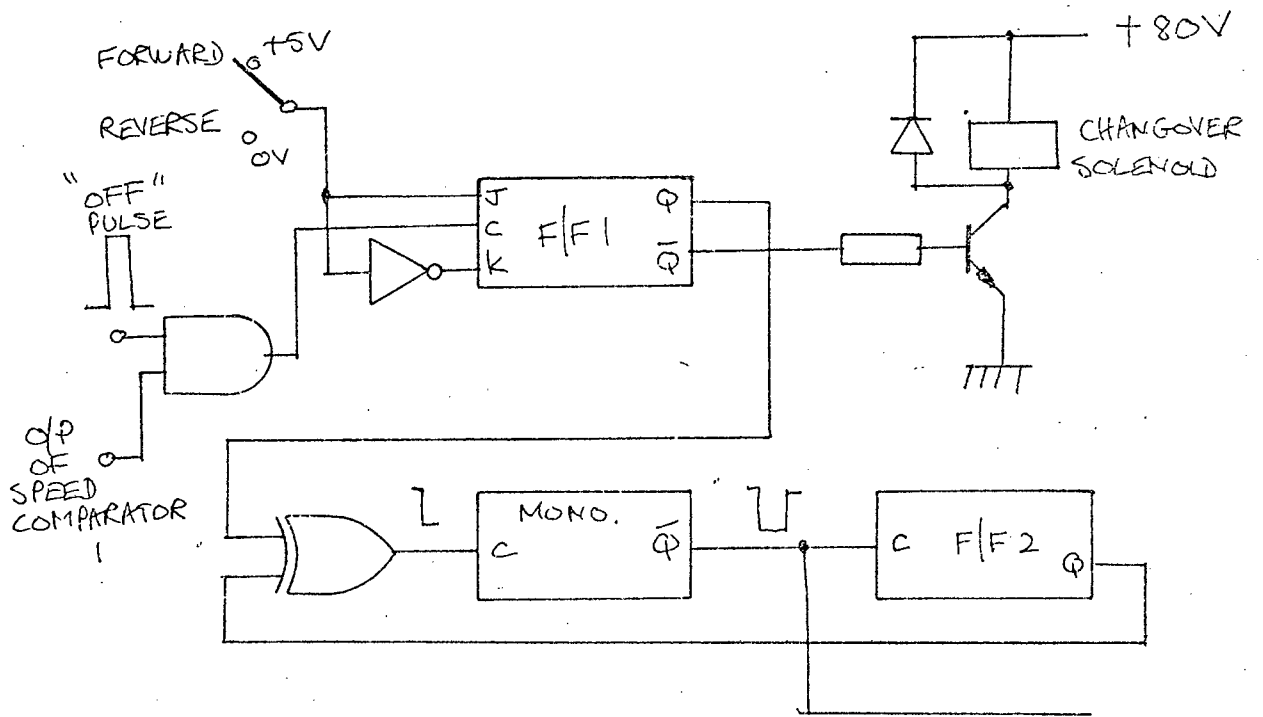 FORWARD
+5V
REVERSE
0V
"OFF"
PULSE
O/P
OF
SPEED
COMPARATOR
1
J
C
K
F/F 1
Q
Q̅
+80V
CHANGOVER
SOLENOID
C
MONO.
Q̅
C
F/F 2
Q